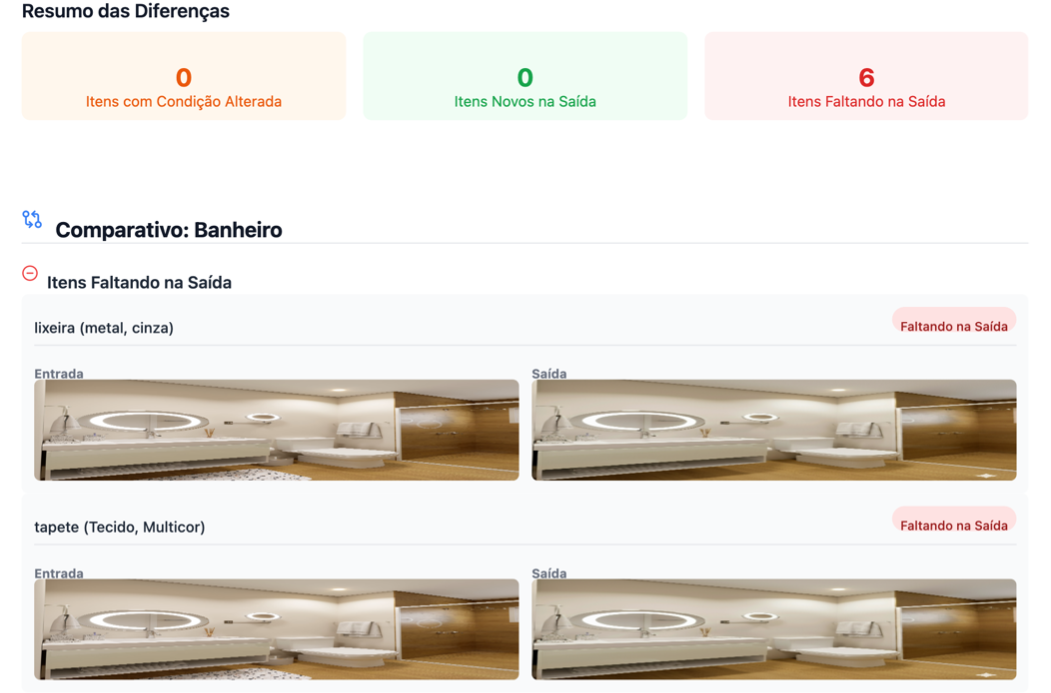 Resumo das Diferenças
0
Itens com Condição Alterada
0
Itens Novos na Saída
6
Itens Faltando na Saída
Comparativo: Banheiro
Itens Faltando na Saída
lixeira (metal, cinza)
Faltando na Saída
Entrada
Saída
tapete (Tecido, Multicor)
Faltando na Saída
Entrada
Saída